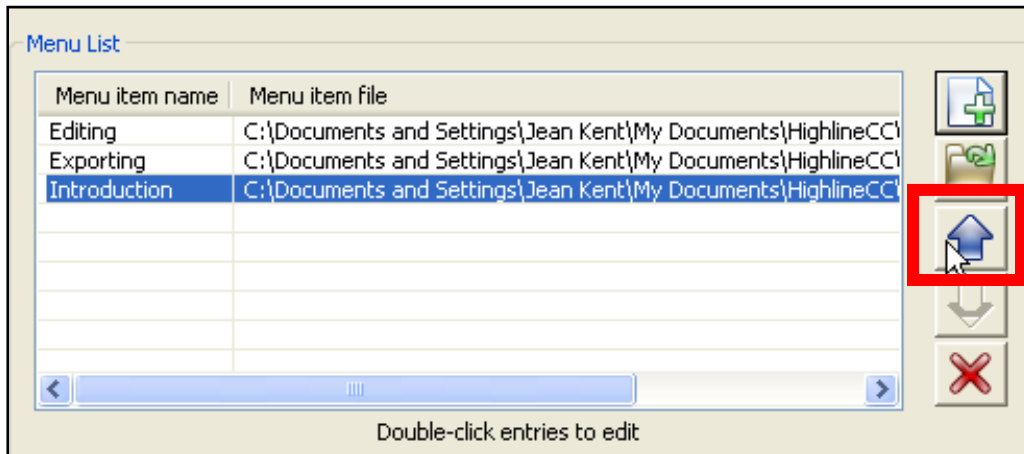 Menu List
Menu item name Menu item file
Editing C:\Documents and Settings\Jean Kent\My Documents\HighlineCC\
Exporting C:\Documents and Settings\Jean Kent\My Documents\HighlineCC\
Introduction C:\Documents and Settings\Jean Kent\My Documents\HighlineCC\
Double-click entries to edit